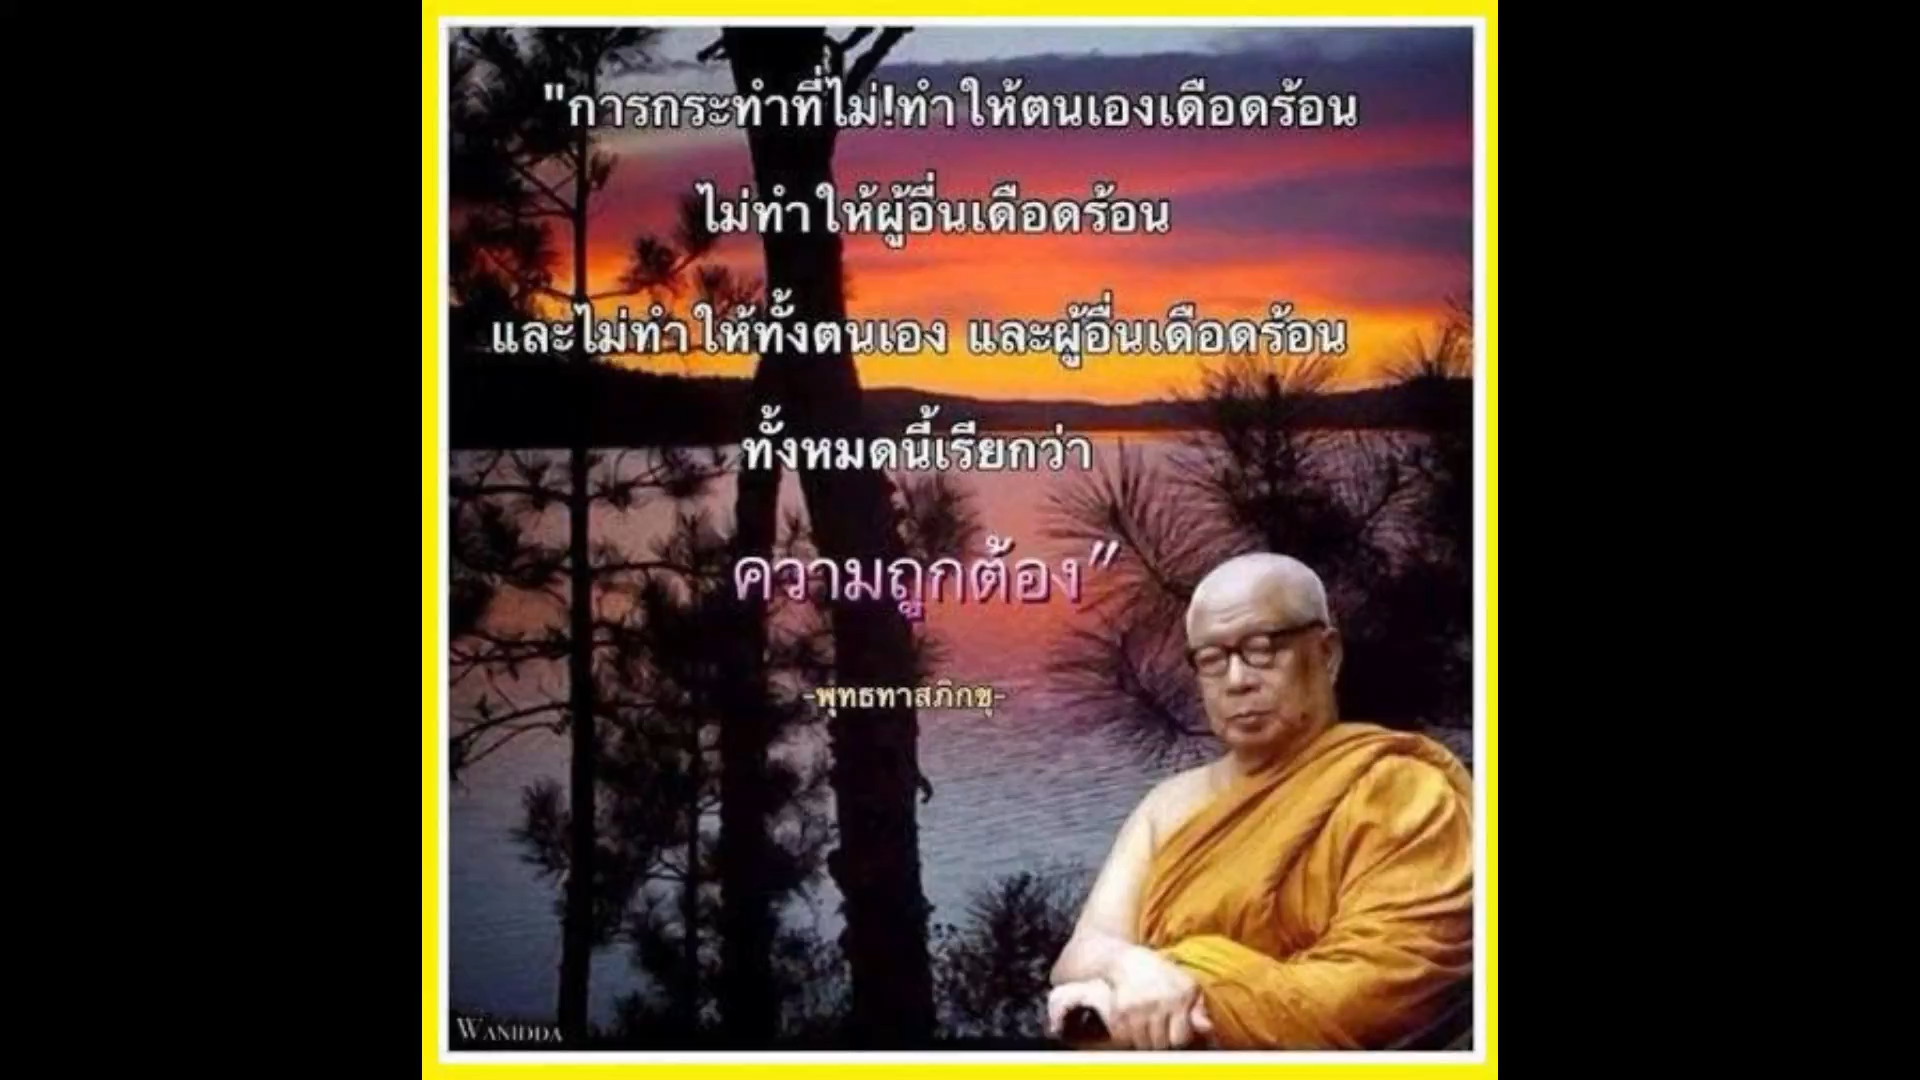 "การกระทำที่ไม่!ทำให้ตนเองเดือดร้อน
ไม่ทำให้ผู้อื่นเดือดร้อน
และไม่ทำให้ทั้งตนเอง และผู้อื่นเดือดร้อน
ทั้งหมดนี้เรียกว่า
ความถูกต้อง"
-พุทธทาสภิกขุ-
WANIDDA